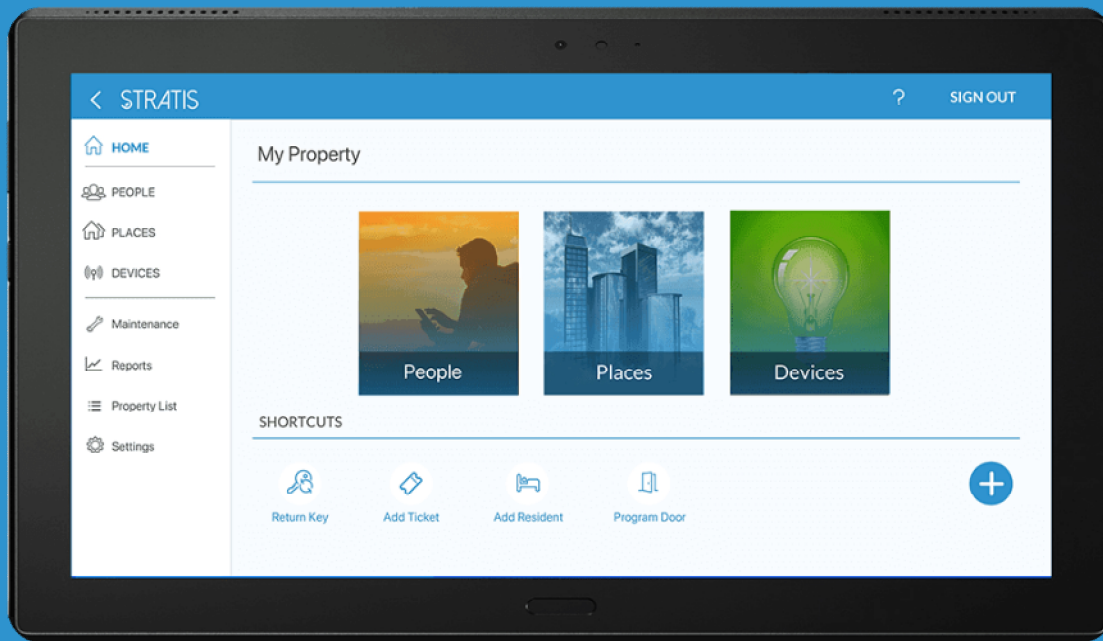 STRATIS
? SIGN OUT
HOME
PEOPLE
PLACES
DEVICES
Maintenance
Reports
Property List
Settings
My Property
People
Places
Devices
SHORTCUTS
Return Key
Add Ticket
Add Resident
Program Door